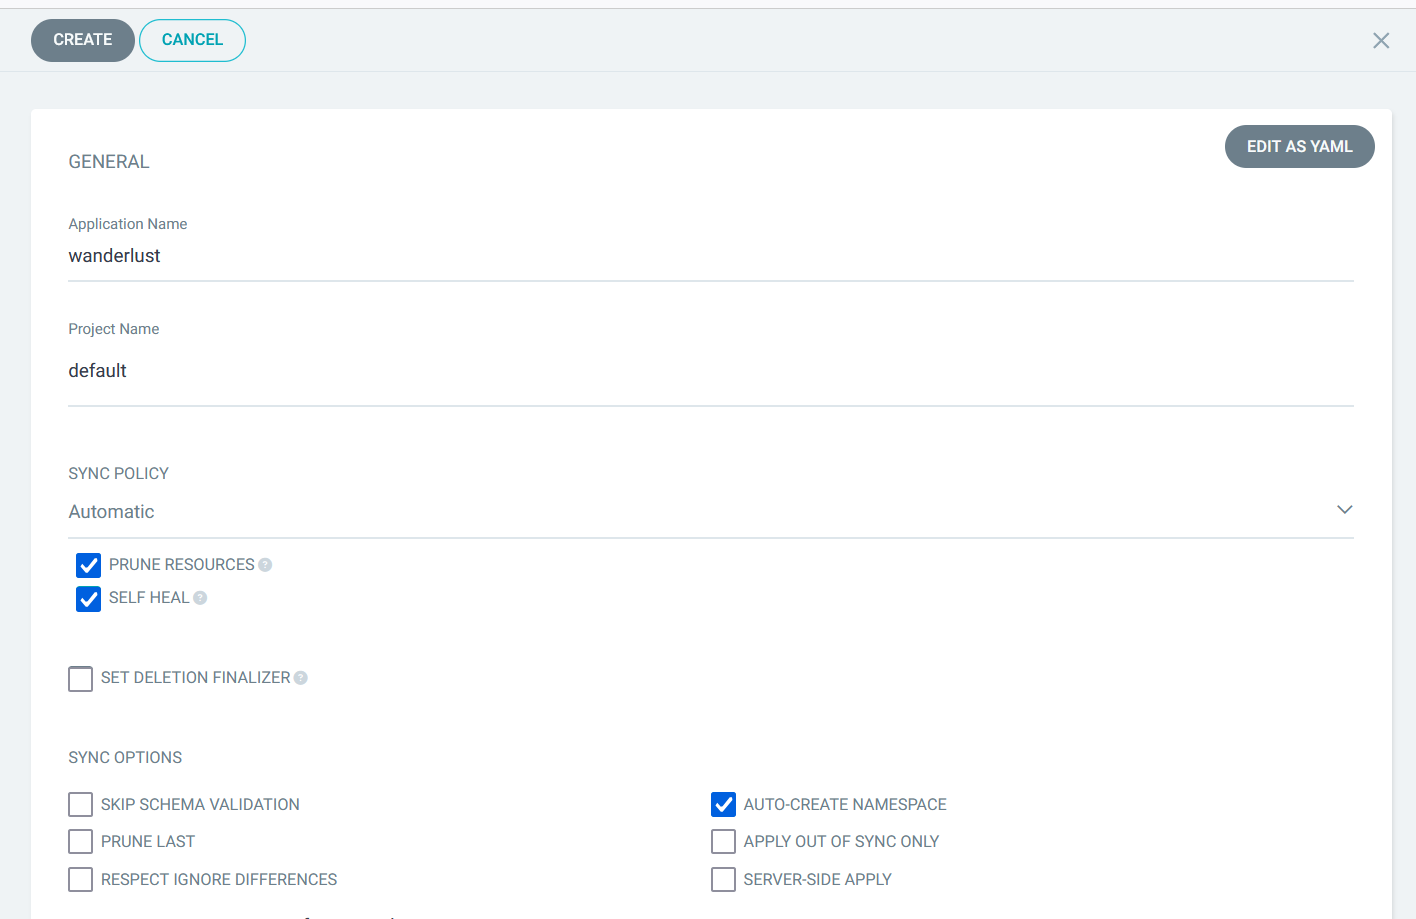 CREATE CANCEL
GENERAL
EDIT AS YAML
Application Name
wanderlust
Project Name
default
SYNC POLICY
Automatic
PRUNE RESOURCES ?
SELF HEAL ?
SET DELETION FINALIZER ?
SYNC OPTIONS
SKIP SCHEMA VALIDATION
AUTO-CREATE NAMESPACE
PRUNE LAST
APPLY OUT OF SYNC ONLY
RESPECT IGNORE DIFFERENCES
SERVER-SIDE APPLY